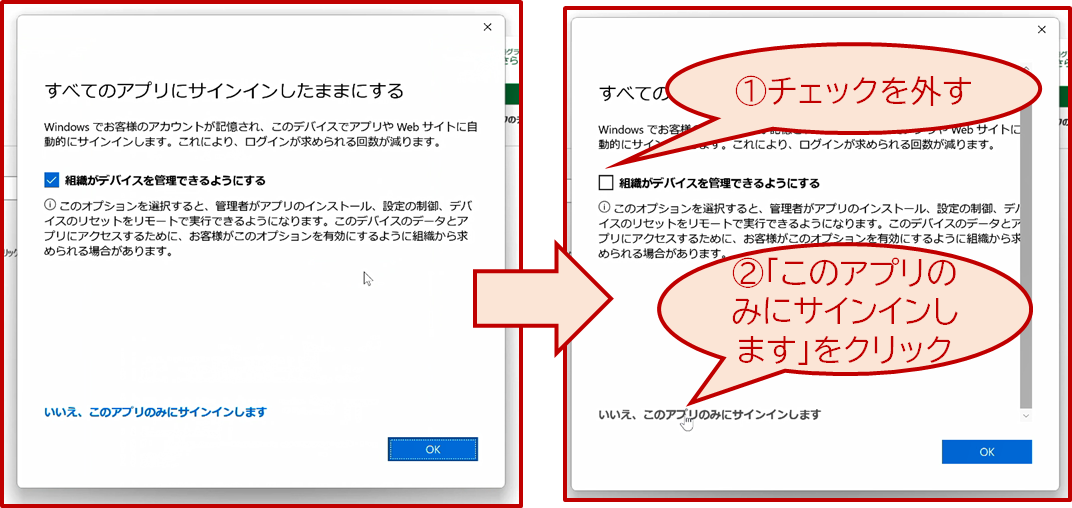 すべてのアプリにサインインしたままにする
Windows でお客様のアカウントが記憶され、このデバイスでアプリや Web サイトに自
動的にサインインします。これにより、ログインが求められる回数が減ります。
組織がデバイスを管理できるようにする
このオプションを選択すると、管理者がアプリのインストール、設定の制御、デバ
イスのリセットをリモートで実行できるようになります。このデバイスのデータとア
プリにアクセスするために、お客様がこのオプションを有効にするように組織から求
められる場合があります。
いいえ、このアプリのみにサインインします
OK
①チェックを外す
すべての
Windows でお客様
Web サイトに
動的にサイン
す。これにより、ログインが求められる回数が減ります。
組織がデバイスを管理できるようにする
このオプションを選択すると、管理者がアプリのインストール、設定の制御、デバ
イスのリセットをリモートで実行できるようになります。このデバイスのデータとア
プリにアクセスするために、お客様がこのオプションを有効にするように組織から求
められる場合があります。
②「このアプリの
みにサインインし
ます」をクリック
いいえ、このアプリのみにサインインします
OK